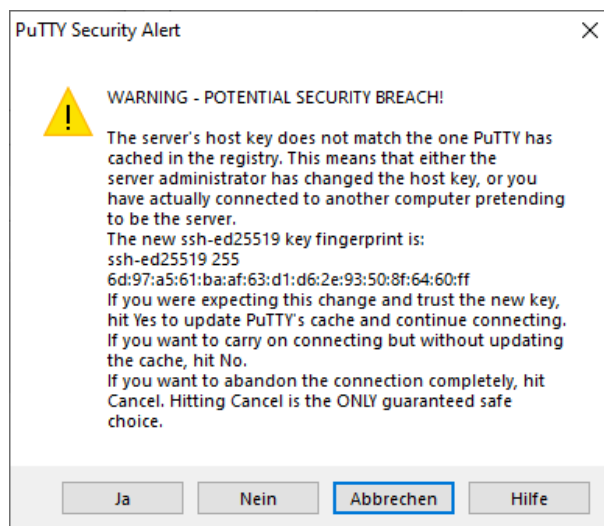 PuTTY Security Alert
WARNING - POTENTIAL SECURITY BREACH!
The server's host key does not match the one PuTTY has
cached in the registry. This means that either the
server administrator has changed the host key, or you
have actually connected to another computer pretending
to be the server.
The new ssh-ed25519 key fingerprint is:
ssh-ed25519 255
6d:97:a5:61:ba:af:63:d1:d6:2e:93:50:8f:64:60:ff
If you were expecting this change and trust the new key,
hit Yes to update PuTTY's cache and continue connecting.
If you want to carry on connecting but without updating
the cache, hit No.
If you want to abandon the connection completely, hit
Cancel. Hitting Cancel is the ONLY guaranteed safe
choice.
Ja Nein Abbrechen Hilfe